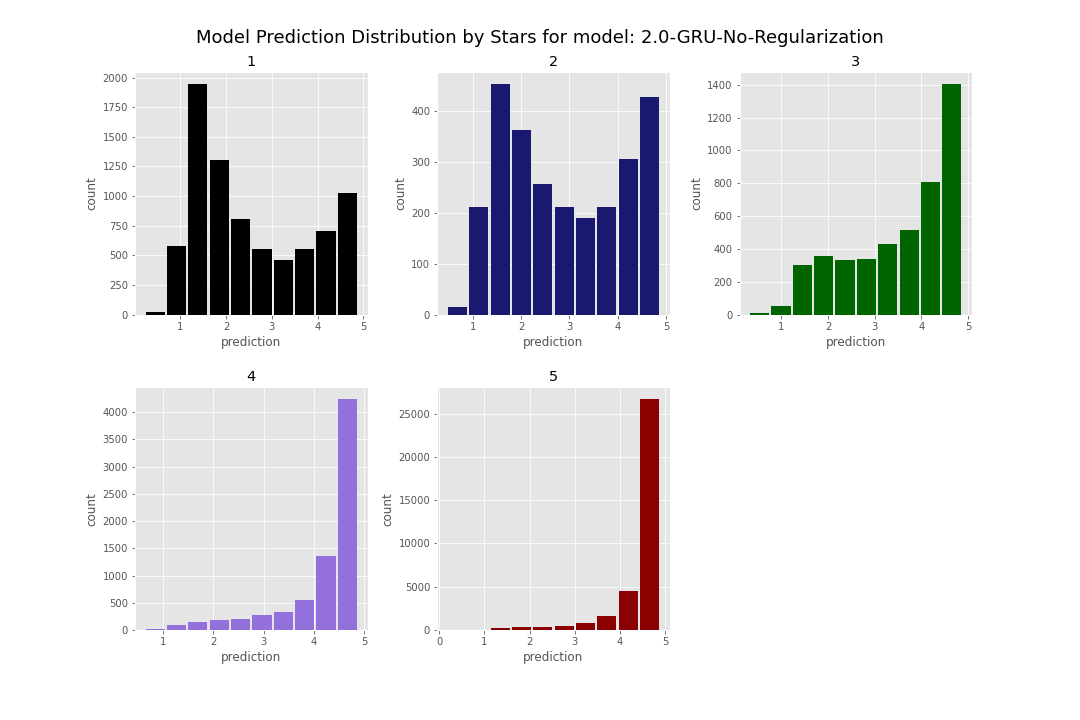 Model Prediction Distribution by Stars for model: 2.0-GRU-No-Regularization
1
2000
1750
1500
1250
1000
750
500
250
0
count
1 2 3 4 5
prediction
2
400
300
200
100
0
count
1 2 3 4 5
prediction
3
1400
1200
1000
800
600
400
200
0
count
1 2 3 4 5
prediction
4
4000
3500
3000
2500
2000
1500
1000
500
0
count
1 2 3 4 5
prediction
5
25000
20000
15000
10000
5000
0
count
0 1 2 3 4 5
prediction